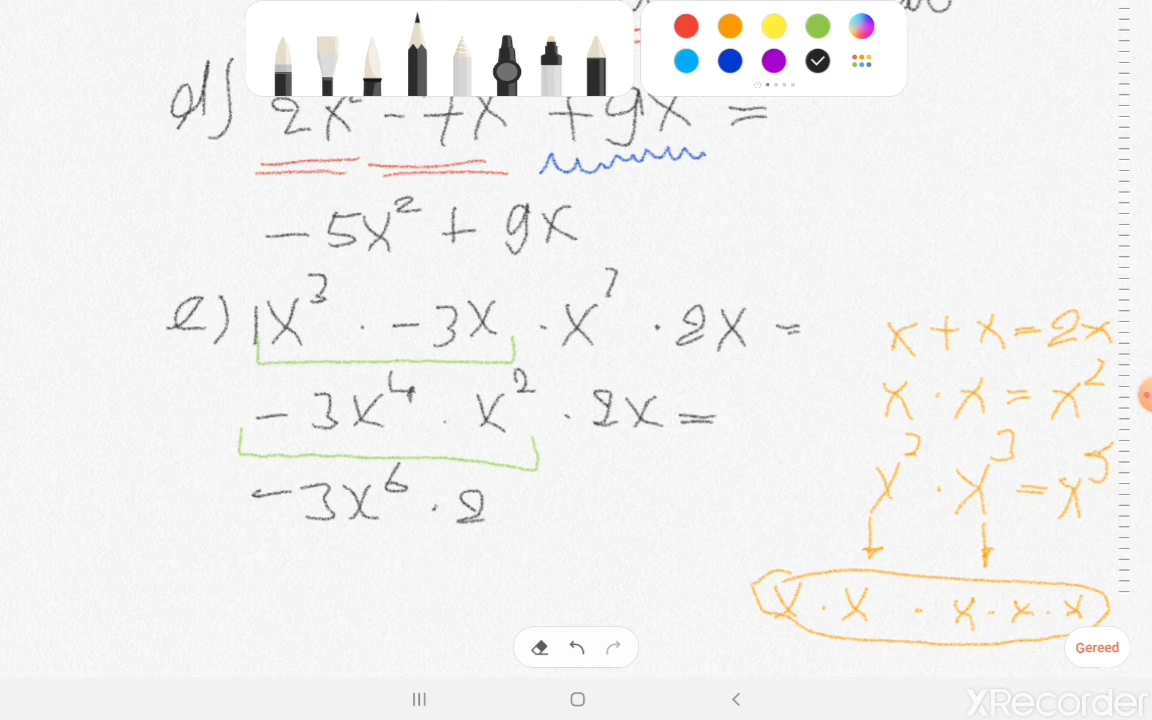 d) 2x² - 7x² + 9x =
- 5x² + 9x
e) 1x³ · - 3x · x² · 2x =
- 3x⁴ · x² · 2x =
- 3x⁶ · 2
x + x = 2x
x · x = x²
x² · x³ = x⁵
x · x · x · x · x
Gereed
XRecorder